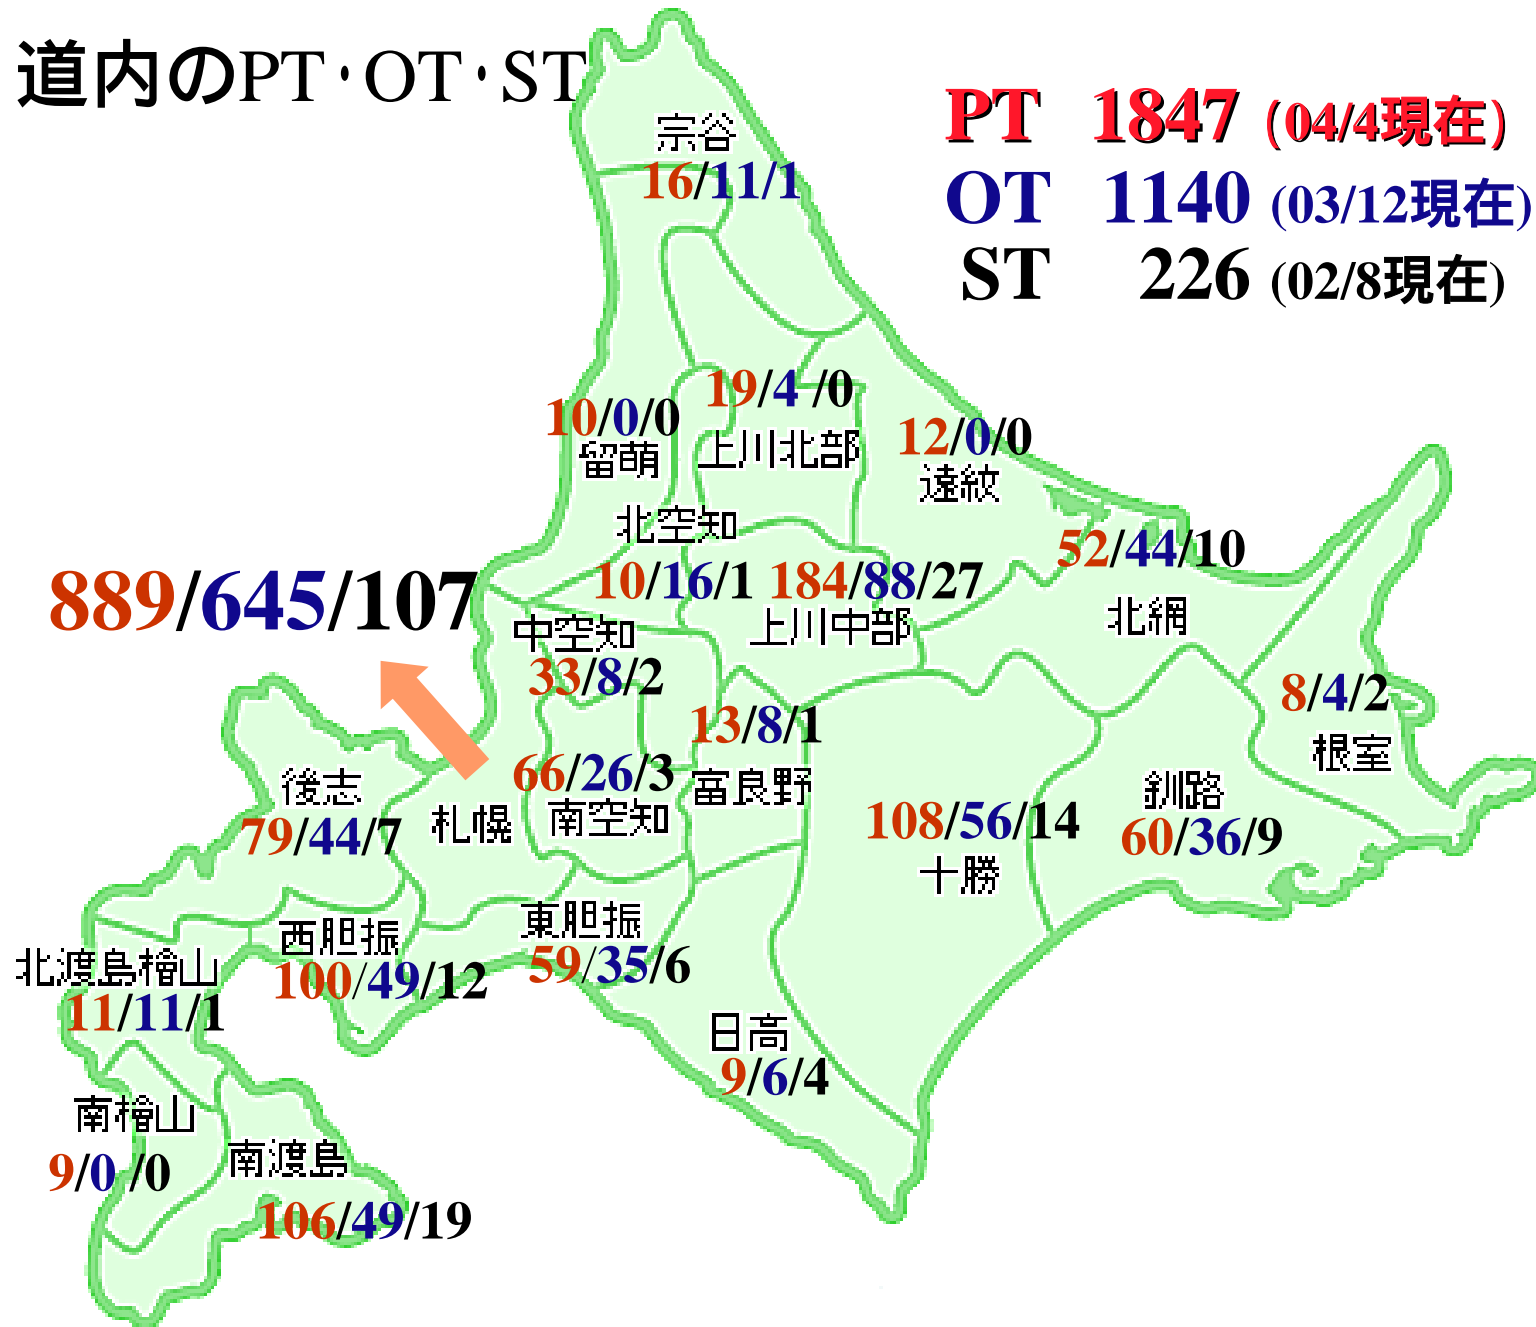 道内のPT･OT･ST
PT 1847 (04/4現在)
OT 1140 (03/12現在)
ST 226 (02/8現在)
宗谷
16/11/1
19/4 /0
上川北部
10/0/0
留萌
12/0/0
遠紋
北空知
10/16/1
184/88/27
上川中部
52/44/10
北網
889/645/107
中空知
33/8/2
13/8/1
富良野
8/4/2
根室
66/26/3
南空知
後志
79/44/7
札幌
108/56/14
十勝
釧路
60/36/9
東胆振
59/35/6
西胆振
100/49/12
北渡島檜山
11/11/1
日高
9/6/4
南檜山
9/0 /0
南渡島
106/49/19